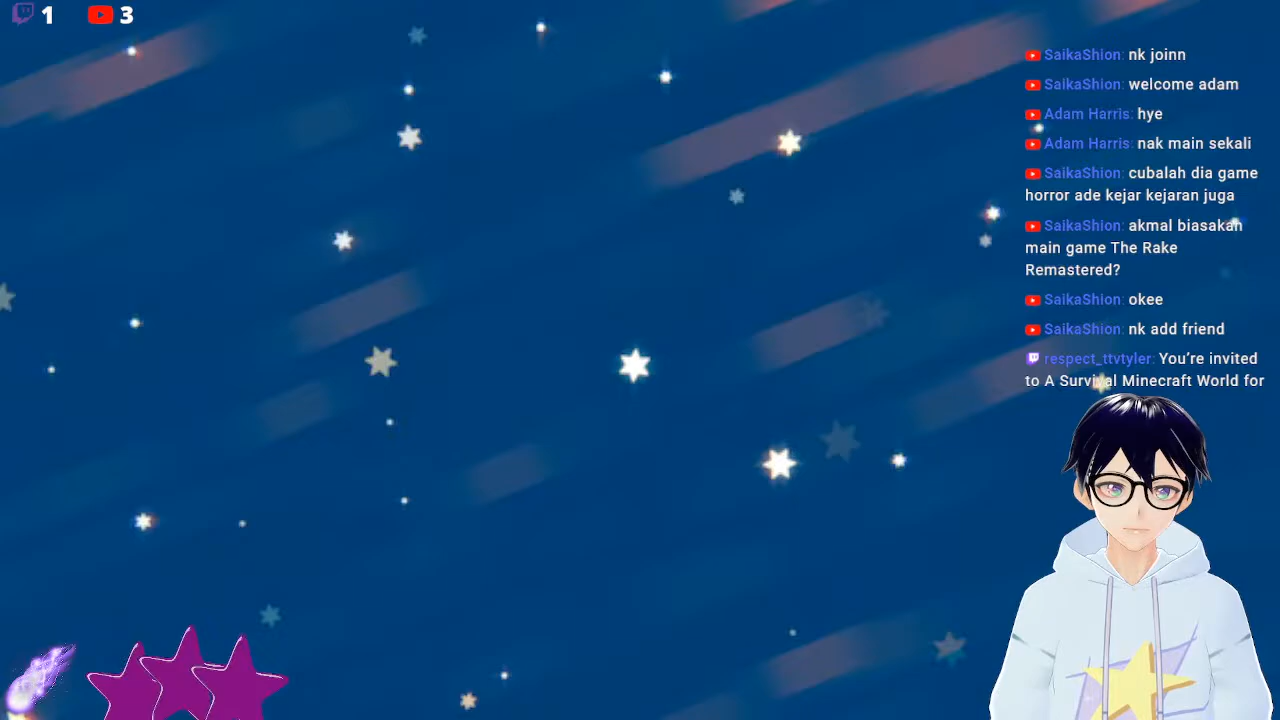 1 3
SaikaShion: nk joinn
SaikaShion: welcome adam
Adam Harris: hye
Adam Harris: nak main sekali
SaikaShion: cubalah dia game
horror ade kejar kejaran juga
SaikaShion: akmal biasakah
main game The Rake
Remastered?
SaikaShion: okee
SaikaShion: nk add friend
respect_ttvtyler: You’re invited
to A Survival Minecraft World for